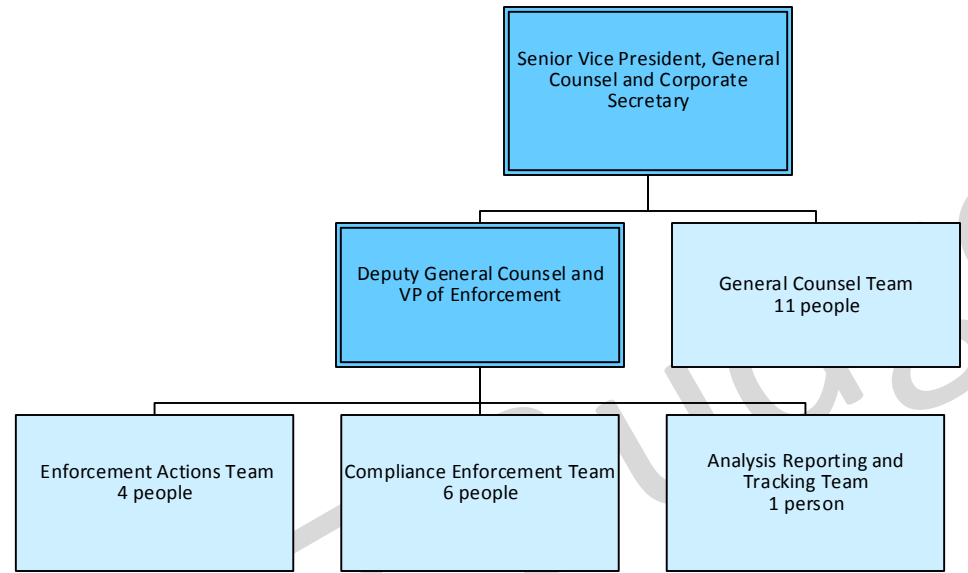 Senior Vice President, General
Counsel and Corporate
Secretary
Deputy General Counsel and
VP of Enforcement
General Counsel Team
11 people
Enforcement Actions Team
4 people
Compliance Enforcement Team
6 people
Analysis Reporting and
Tracking Team
1 person